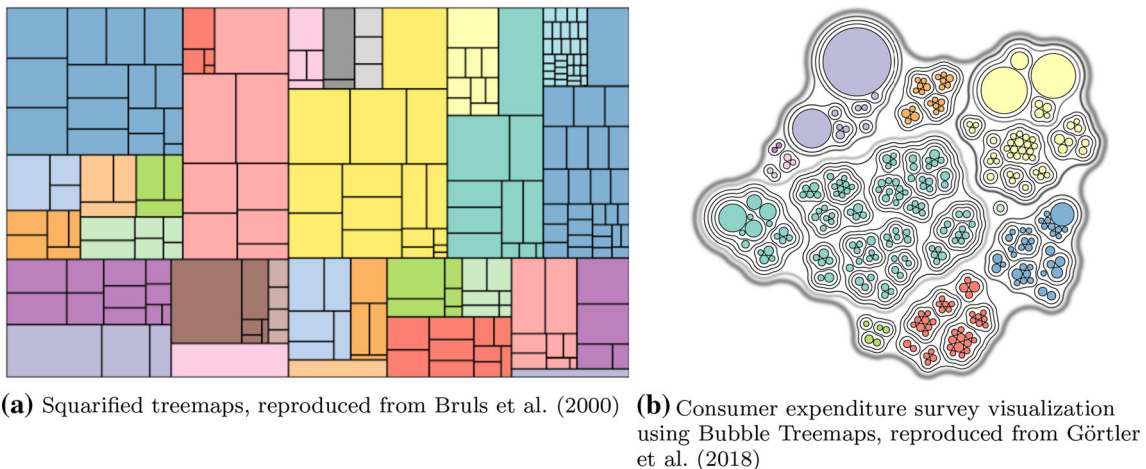 (a) Squarified treemaps, reproduced from Bruls et al. (2000)
(b) Consumer expenditure survey visualization
using Bubble Treemaps, reproduced from Görtler
et al. (2018)